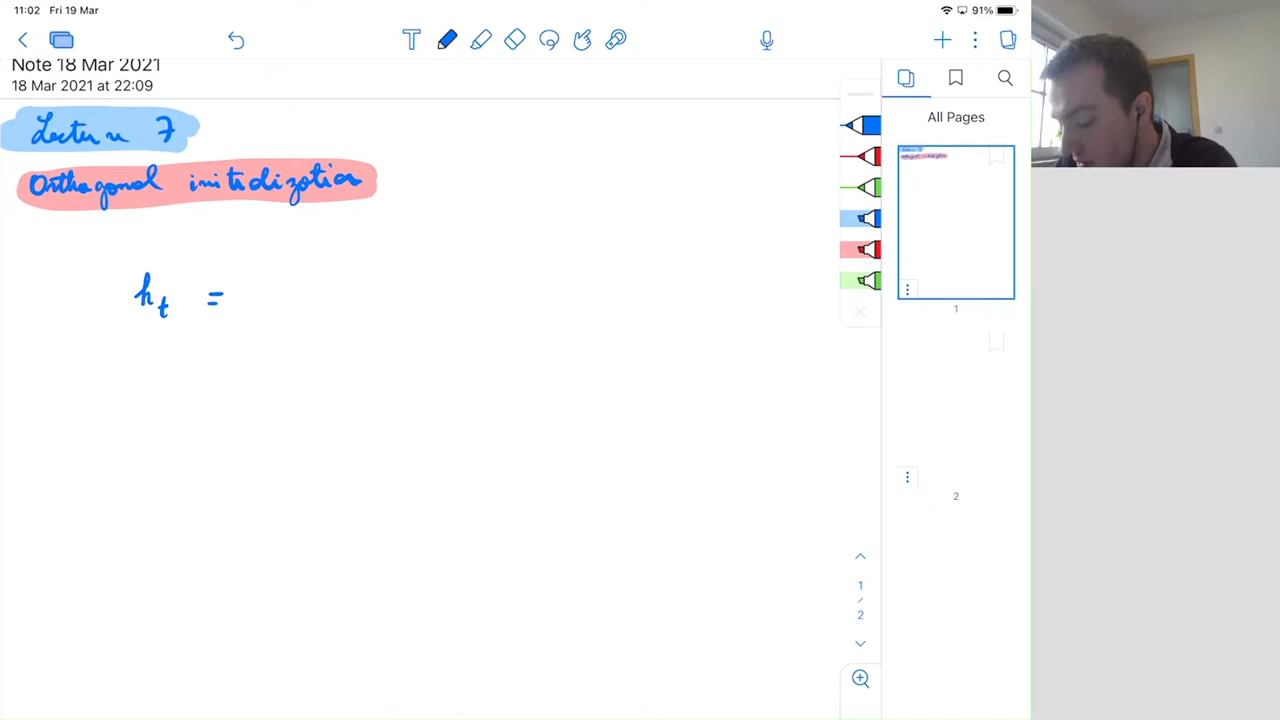 11:02 Fri 19 Mar
91%
Note 18 Mar 2021
18 Mar 2021 at 22:09
Lecture 7
Orthogonal initialization
h_t =
All Pages
1
2
1
/
2